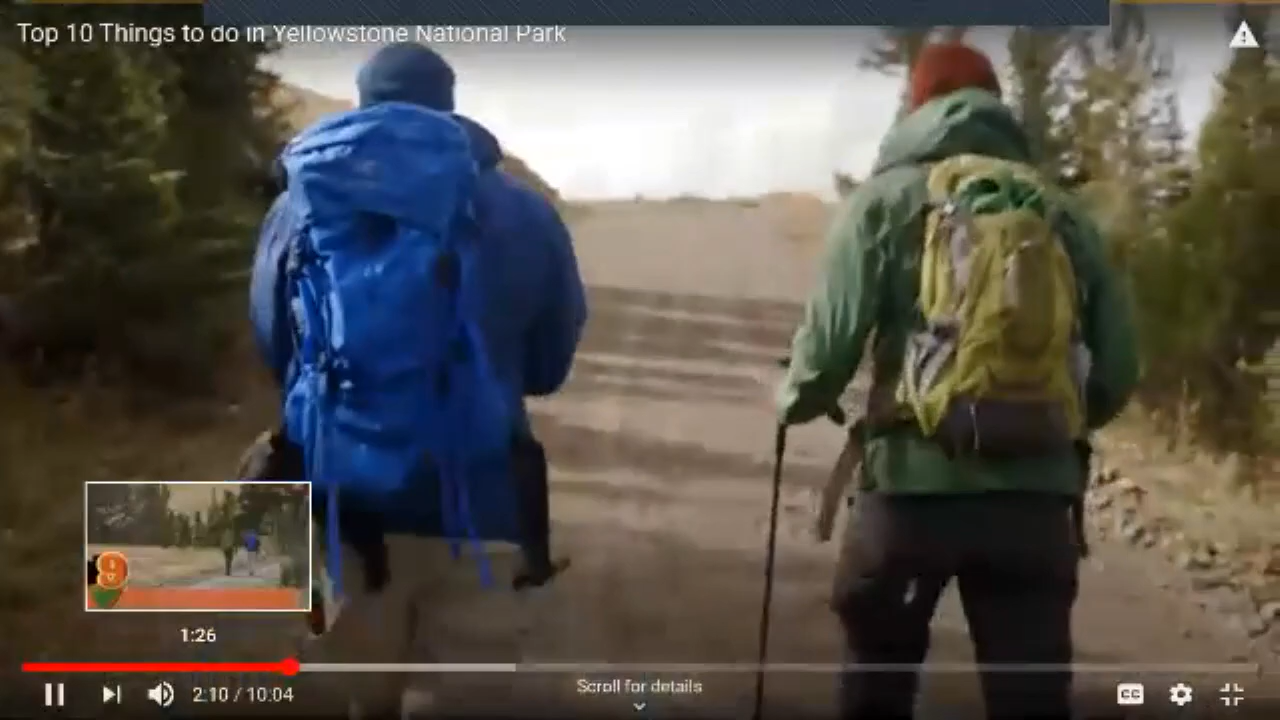 Top 10 Things to do in Yellowstone National Park
9
1:26
2:10 / 10:04
Scroll for details
CC